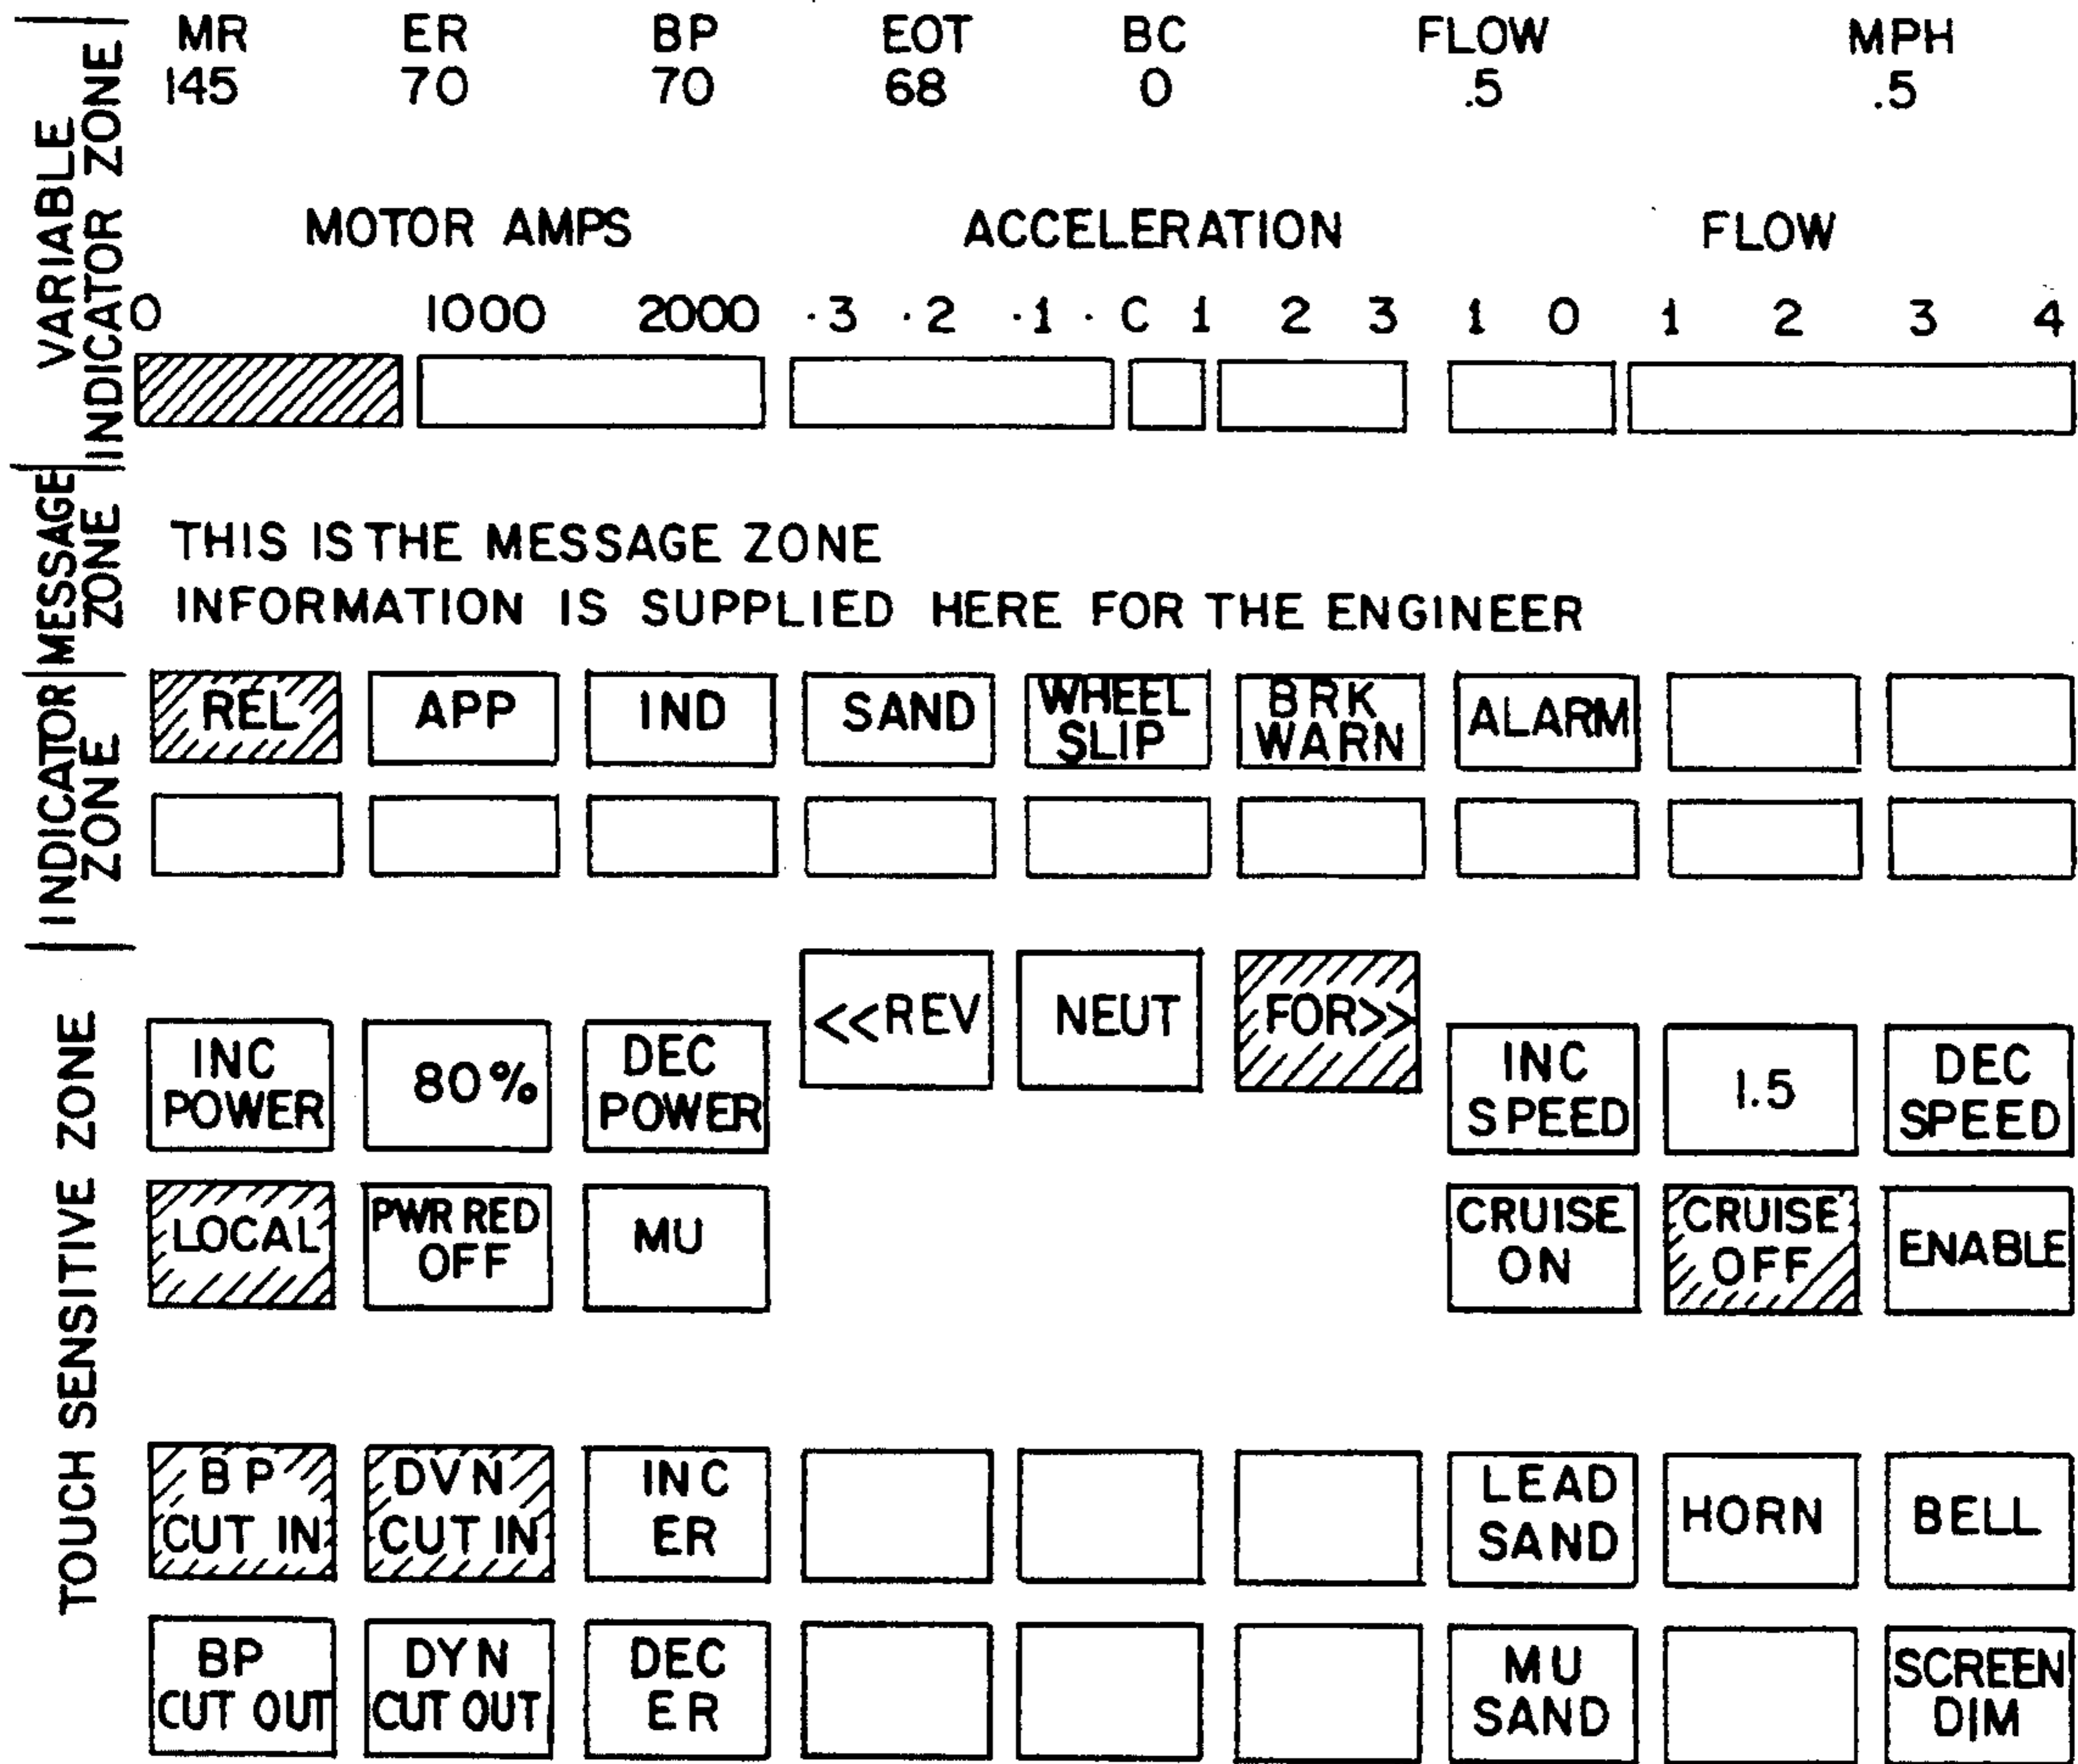 VARIABLE
INDICATOR ZONE
MR ER BP EOT BC FLOW MPH
145 70 70 68 0 .5 .5
MOTOR AMPS ACCELERATION FLOW
0 1000 2000 ·3 ·2 ·1 · C 1 2 3 1 0 1 2 3 4
MESSAGE
ZONE
THIS IS THE MESSAGE ZONE
INFORMATION IS SUPPLIED HERE FOR THE ENGINEER
INDICATOR
ZONE
REL APP IND SAND WHEEL SLIP BRK WARN ALARM
TOUCH SENSITIVE ZONE
<<REV NEUT FOR>>
INC POWER 80% DEC POWER INC SPEED 1.5 DEC SPEED
LOCAL PWR RED OFF MU CRUISE ON CRUISE OFF ENABLE
BP CUT IN DVN CUT IN INC ER LEAD SAND HORN BELL
BP CUT OUT DYN CUT OUT DEC ER MU SAND SCREEN DIM